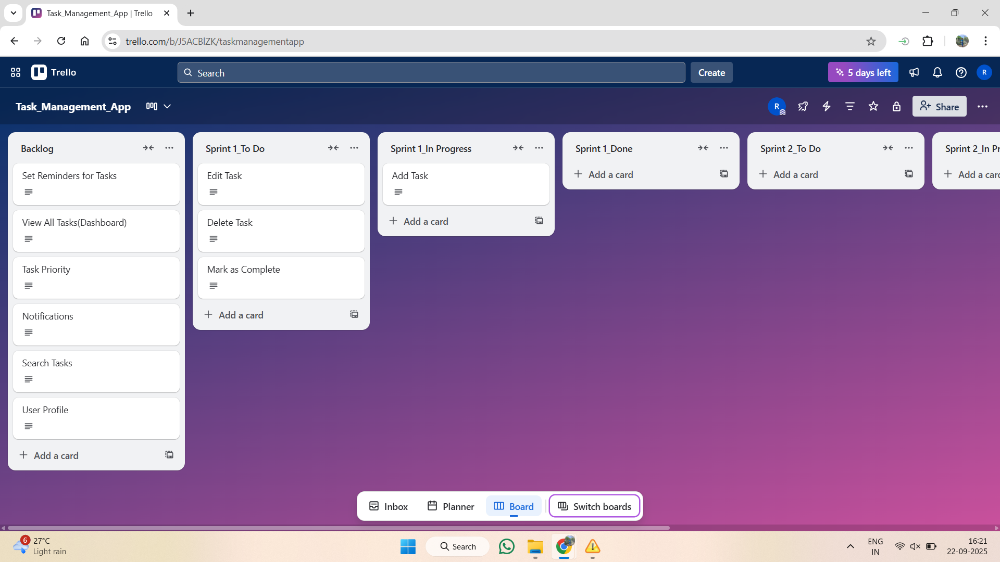 Task_Management_App | Trello
trello.com/b/J5ACBlZK/taskmanagementapp
Trello
Search
Create
5 days left
R
Task_Management_App
R
Share
Backlog
Set Reminders for Tasks
View All Tasks(Dashboard)
Task Priority
Notifications
Search Tasks
User Profile
Add a card
Sprint 1_To Do
Edit Task
Delete Task
Mark as Complete
Add a card
Sprint 1_In Progress
Add Task
Add a card
Sprint 1_Done
Add a card
Sprint 2_To Do
Add a card
Sprint 2_In Pr
Add a card
Inbox
Planner
Board
Switch boards
6
27°C
Light rain
Search
ENG
IN
16:21
22-09-2025